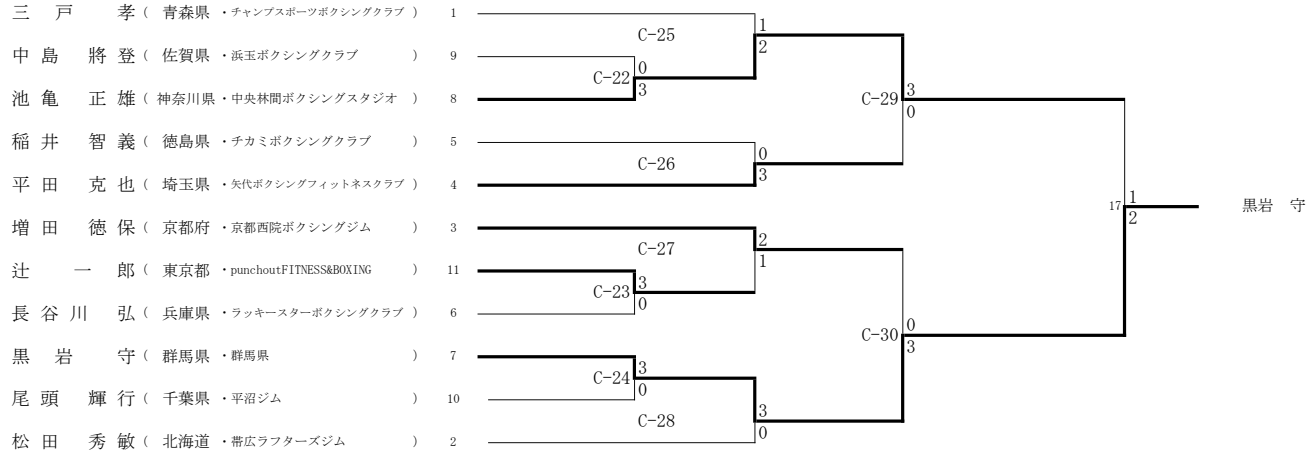 三戸 孝 ( 青森県 ・チャンプスポーツボクシングクラブ ) 1
1
C-25
2
中島 將登 ( 佐賀県 ・浜玉ボクシングクラブ ) 9
0
C-22
3
池亀 正雄 ( 神奈川県 ・中央林間ボクシングスタジオ ) 8
3
C-29
0
稲井 智義 ( 徳島県 ・チカミボクシングクラブ ) 5
0
C-26
3
平田 克也 ( 埼玉県 ・矢代ボクシングフィットネスクラブ ) 4
1
17
2
黒岩 守
増田 徳保 ( 京都府 ・京都西院ボクシングジム ) 3
2
C-27
1
辻 一郎 ( 東京都 ・punchoutFITNESS&BOXING ) 11
3
C-23
0
長谷川 弘 ( 兵庫県 ・ラッキースターボクシングクラブ ) 6
0
C-30
3
黒岩 守 ( 群馬県 ・群馬県 ) 7
3
C-24
0
尾頭 輝行 ( 千葉県 ・平沼ジム ) 10
3
C-28
0
松田 秀敏 ( 北海道 ・帯広ラフターズジム ) 2